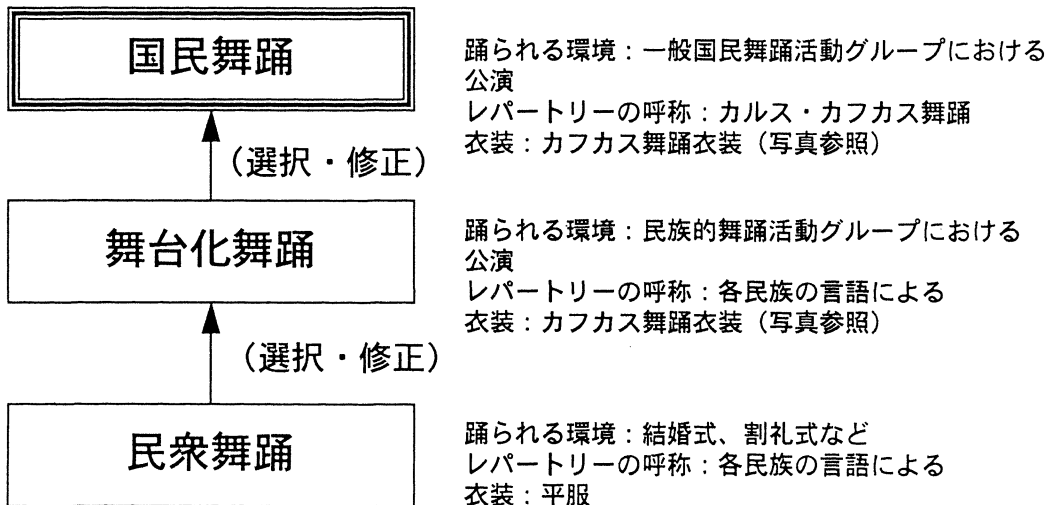 国民舞踊
踊られる環境：一般国民舞踊活動グループにおける
公演
レパートリーの呼称：カルス・カフカス舞踊
衣装：カフカス舞踊衣装（写真参照）
（選択・修正）
舞台化舞踊
踊られる環境：民族的舞踊活動グループにおける
公演
レパートリーの呼称：各民族の言語による
衣装：カフカス舞踊衣装（写真参照）
（選択・修正）
民衆舞踊
踊られる環境：結婚式、割礼式など
レパートリーの呼称：各民族の言語による
衣装：平服